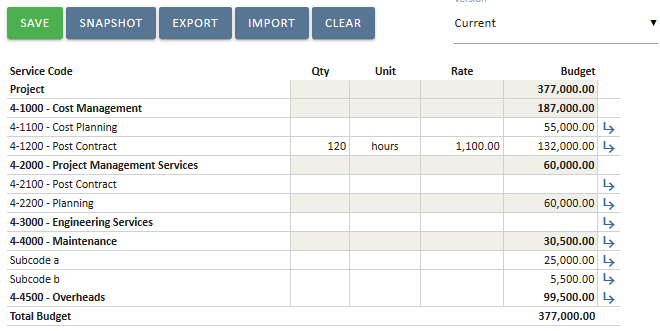 Version
SAVE SNAPSHOT EXPORT IMPORT CLEAR
Current
Service Code Qty Unit Rate Budget
Project 377,000.00
4-1000 - Cost Management 187,000.00
4-1100 - Cost Planning 55,000.00
4-1200 - Post Contract 120 hours 1,100.00 132,000.00
4-2000 - Project Management Services 60,000.00
4-2100 - Post Contract
4-2200 - Planning 60,000.00
4-3000 - Engineering Services
4-4000 - Maintenance 30,500.00
Subcode a 25,000.00
Subcode b 5,500.00
4-4500 - Overheads 99,500.00
Total Budget 377,000.00